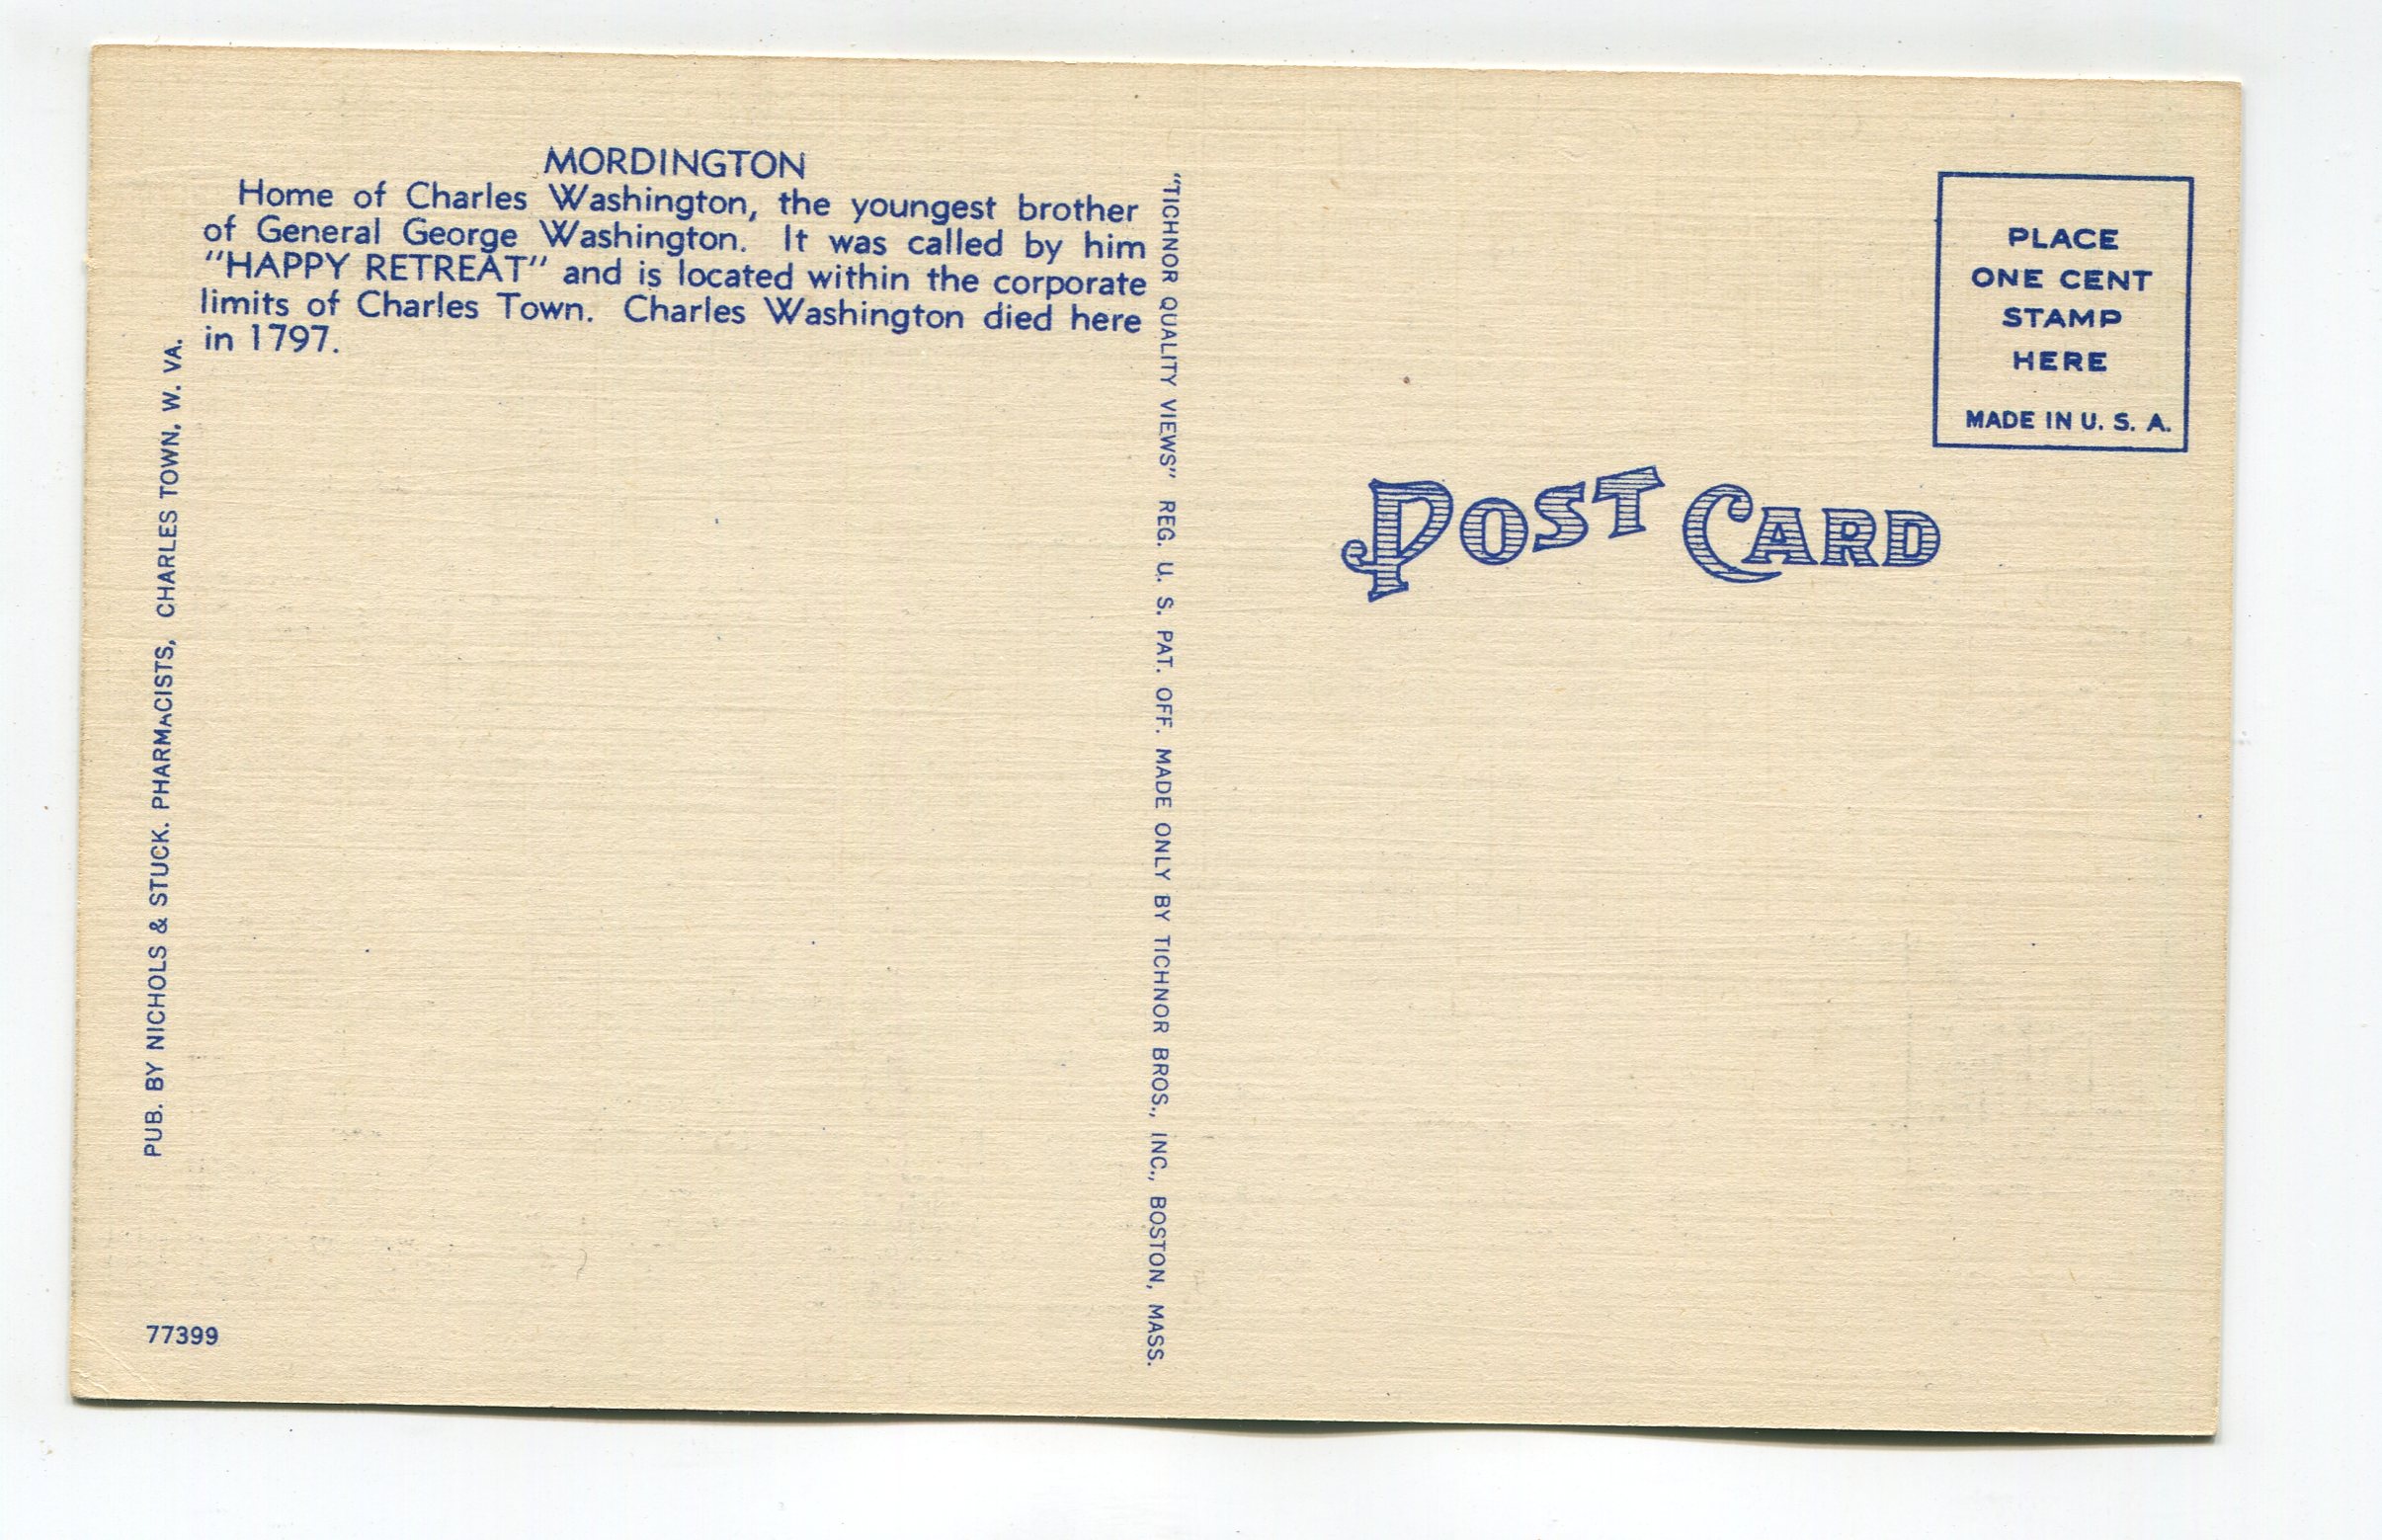 MORDINGTON
Home of Charles Washington, the youngest brother
of General George Washington. It was called by him
"HAPPY RETREAT" and is located within the corporate
limits of Charles Town. Charles Washington died here
in 1797.
PUB. BY NICHOLS & STUCK. PHARMACISTS, CHARLES TOWN, W. VA.
77399
"TICHNOR QUALITY VIEWS" REG. U. S. PAT. OFF. MADE ONLY BY TICHNOR BROS., INC., BOSTON, MASS.
POST CARD
PLACE
ONE CENT
STAMP
HERE
MADE IN U. S. A.